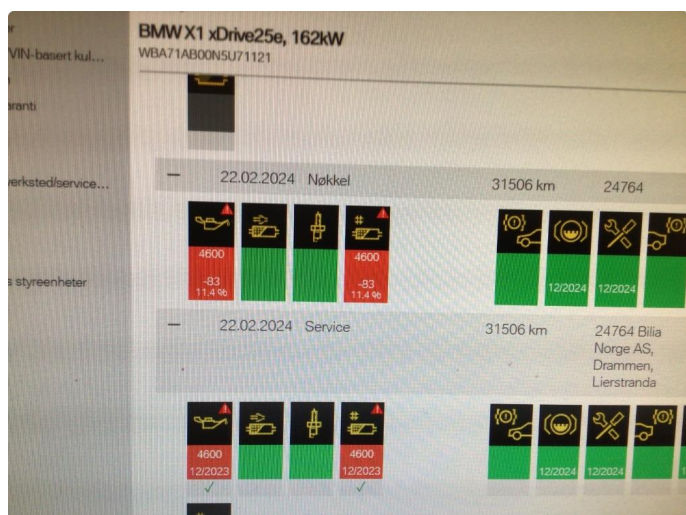 BMW X1 xDrive25e, 162kW
WBA71AB00N5U71121
VIN-basert kul...
aranti
verksted/service...
s styreenheter
22.02.2024 Nøkkel 31506 km 24764
4600 4600
-83 -83 12/2024 12/2024
11.4 % 11.4 %
22.02.2024 Service 31506 km 24764 Bilia
Norge AS,
Drammen,
Lierstranda
4600 4600
12/2023 12/2023 12/2024 12/2024 1